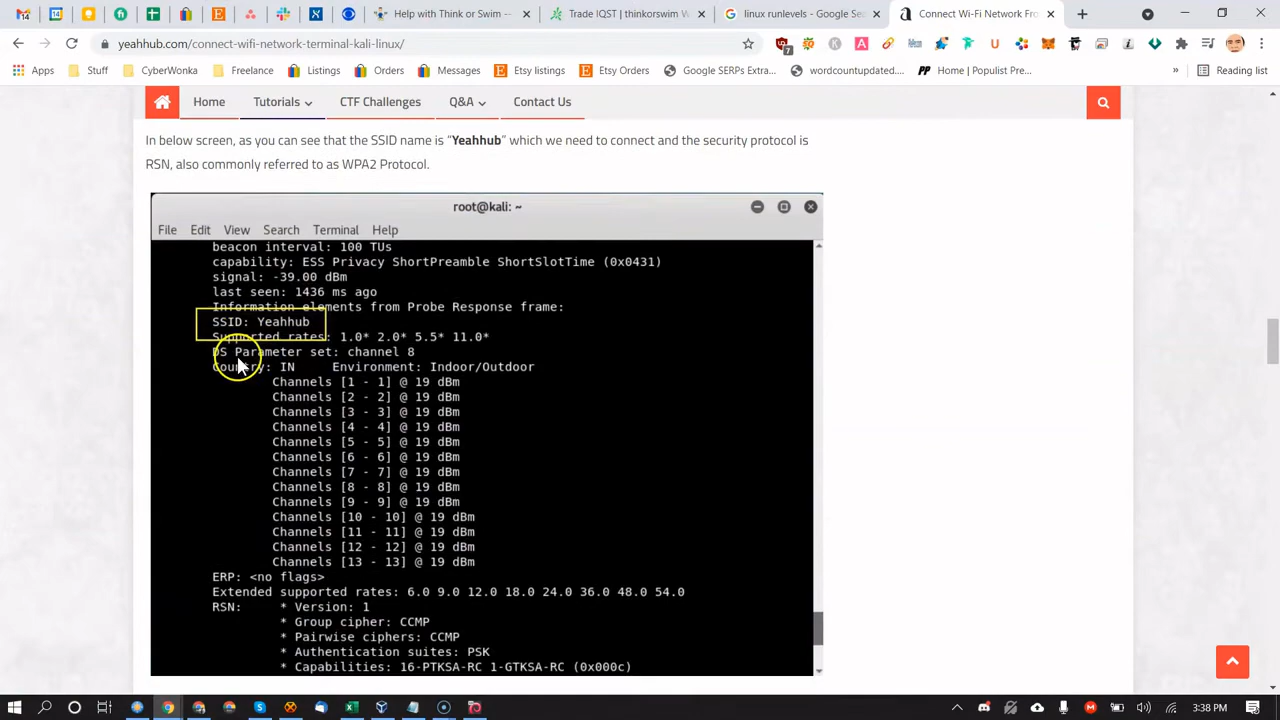 Help with Think or Swim -
Trade IQST | thinkorswim W
linux runlevels - Google Sea
Connect Wi-Fi Network Fro
yeahhub.com/connect-wifi-network-terminal-kali-linux/
7
Apps
Stuff
CyberWonka
Freelance
Listings
Orders
Messages
Etsy listings
Etsy Orders
Google SERPs Extra...
wordcountupdated....
Home | Populist Pre...
»
Reading list
Home
Tutorials
CTF Challenges
Q&A
Contact Us
In below screen, as you can see that the SSID name is “Yeahhub” which we need to connect and the security protocol is
RSN, also commonly referred to as WPA2 Protocol.
root@kali: ~
File Edit View Search Terminal Help
beacon interval: 100 TUs
capability: ESS Privacy ShortPreamble ShortSlotTime (0x0431)
signal: -39.00 dBm
last seen: 1436 ms ago
Information elements from Probe Response frame:
SSID: Yeahhub
Supported rates: 1.0* 2.0* 5.5* 11.0*
DS Parameter set: channel 8
Country: IN Environment: Indoor/Outdoor
Channels [1 - 1] @ 19 dBm
Channels [2 - 2] @ 19 dBm
Channels [3 - 3] @ 19 dBm
Channels [4 - 4] @ 19 dBm
Channels [5 - 5] @ 19 dBm
Channels [6 - 6] @ 19 dBm
Channels [7 - 7] @ 19 dBm
Channels [8 - 8] @ 19 dBm
Channels [9 - 9] @ 19 dBm
Channels [10 - 10] @ 19 dBm
Channels [11 - 11] @ 19 dBm
Channels [12 - 12] @ 19 dBm
Channels [13 - 13] @ 19 dBm
ERP: <no flags>
Extended supported rates: 6.0 9.0 12.0 18.0 24.0 36.0 48.0 54.0
RSN: * Version: 1
* Group cipher: CCMP
* Pairwise ciphers: CCMP
* Authentication suites: PSK
* Capabilities: 16-PTKSA-RC 1-GTKSA-RC (0x000c)
3:38 PM